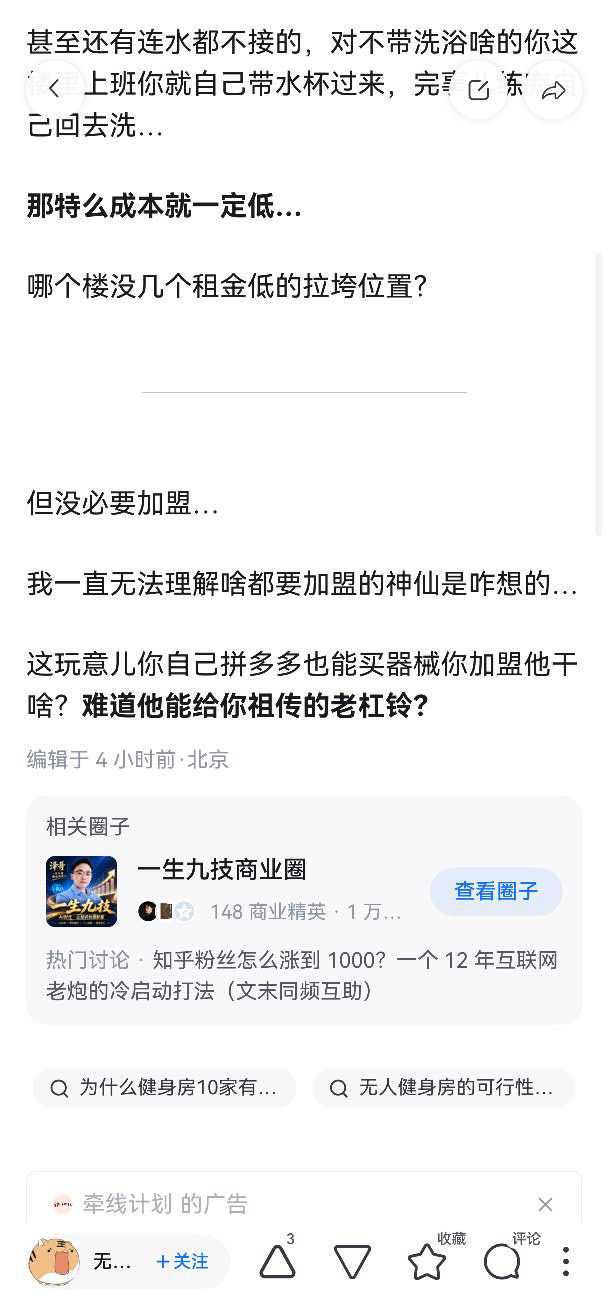 甚至还有连水都不接的，对不带洗浴啥的你这
上班你就自己带水杯过来，完事
己回去洗…
那特么成本就一定低…
哪个楼没几个租金低的拉垮位置？
但没必要加盟…
我一直无法理解啥都要加盟的神仙是咋想的…
这玩意儿你自己拼多多也能买器械你加盟他干
啥？难道他能给你祖传的老杠铃？
编辑于 4 小时前·北京
相关圈子
泽哥
一生九技
一生九技商业圈
148 商业精英 · 1 万…
查看圈子
热门讨论 · 知乎粉丝怎么涨到 1000？一个 12 年互联网
老炮的冷启动打法（文末同频互助）
为什么健身房10家有…
无人健身房的可行性…
牵线计划 的广告
无…
+关注
3
收藏
评论